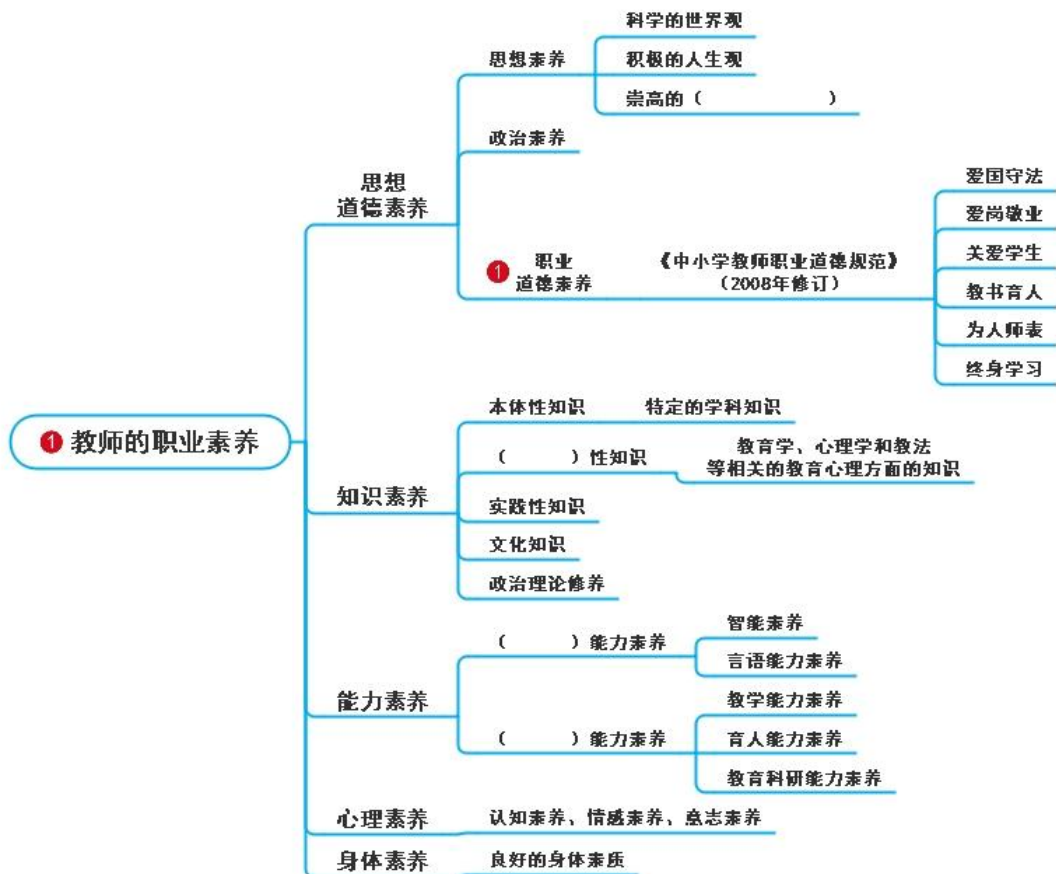 ❶ 教师的职业素养
思想
道德素养
思想素养
科学的世界观
积极的人生观
崇高的（ ）
政治素养
❶ 职业
道德素养
《中小学教师职业道德规范》
（2008年修订）
爱国守法
爱岗敬业
关爱学生
教书育人
为人师表
终身学习
知识素养
本体性知识
特定的学科知识
（ ）性知识
教育学、心理学和教法
等相关的教育心理方面的知识
实践性知识
文化知识
政治理论修养
能力素养
（ ）能力素养
智能素养
言语能力素养
（ ）能力素养
教学能力素养
育人能力素养
教育科研能力素养
心理素养
认知素养、情感素养、意志素养
身体素养
良好的身体素质